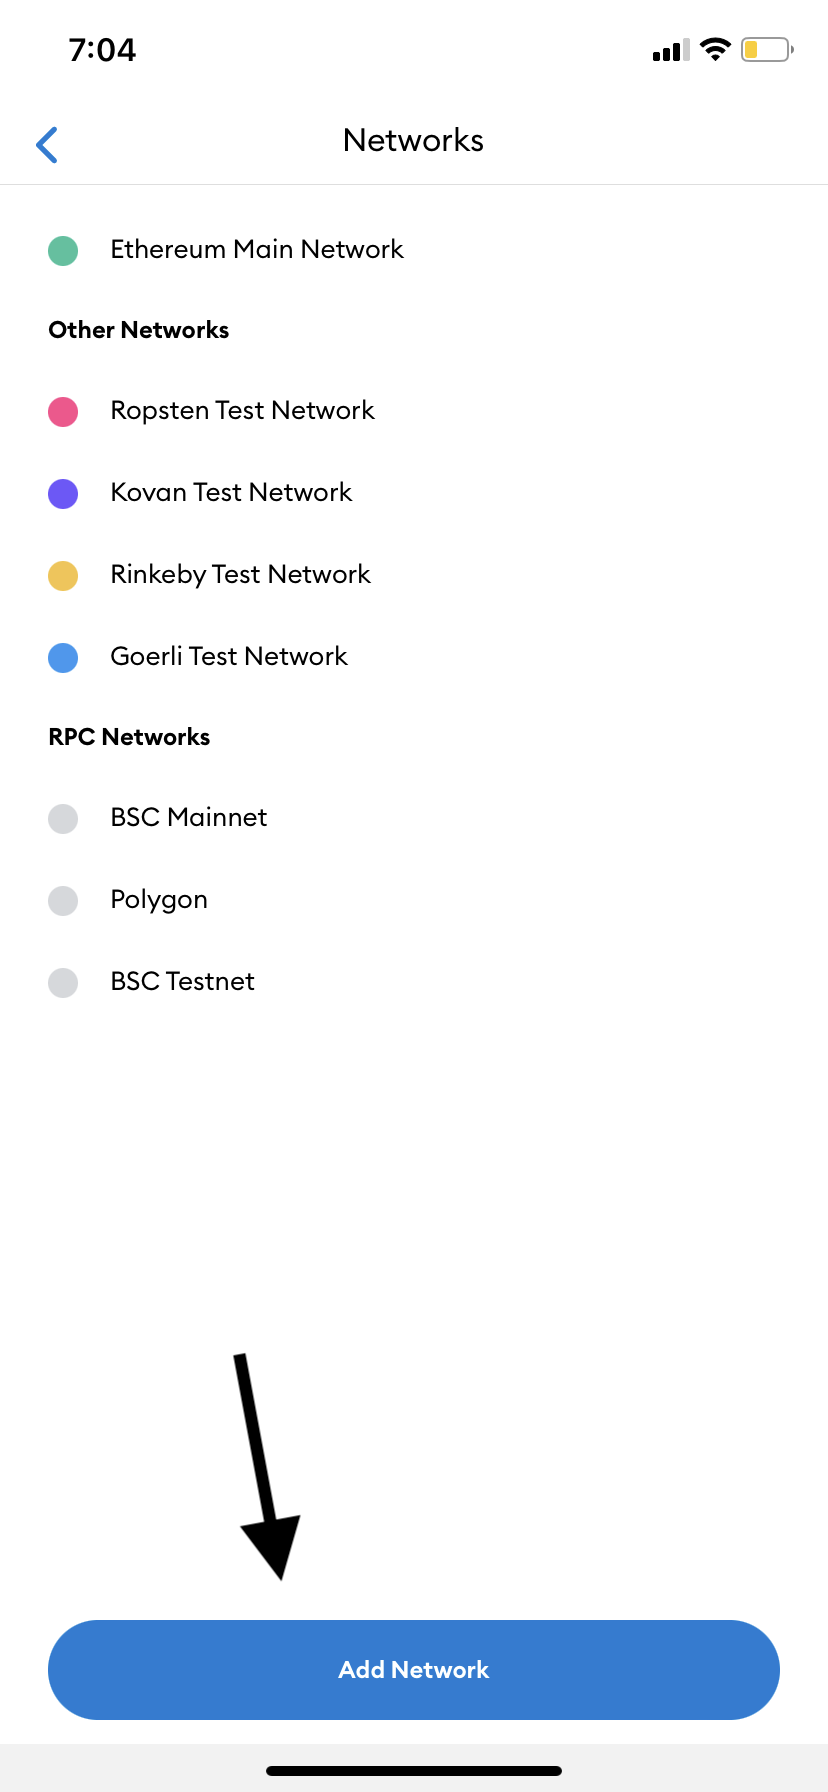 7:04
Networks
Ethereum Main Network
Other Networks
Ropsten Test Network
Kovan Test Network
Rinkeby Test Network
Goerli Test Network
RPC Networks
BSC Mainnet
Polygon
BSC Testnet
Add Network